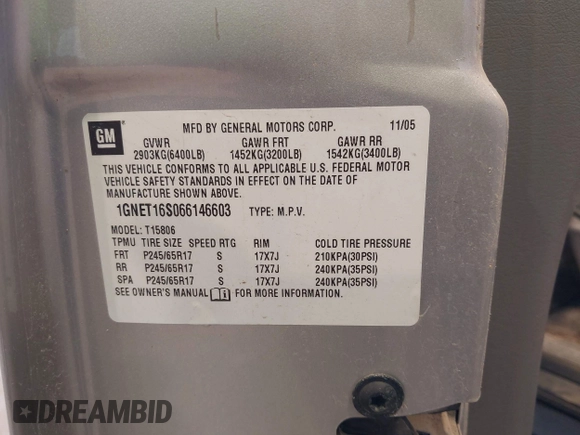 GM
MFD BY GENERAL MOTORS CORP. 11/05
GVWR GAWR FRT GAWR RR
2903KG(6400LB) 1452KG(3200LB) 1542KG(3400LB)
THIS VEHICLE CONFORMS TO ALL APPLICABLE U.S. FEDERAL MOTOR
VEHICLE SAFETY STANDARDS IN EFFECT ON THE DATE OF
MANUFACTURE SHOWN ABOVE.
1GNET16S066146603 TYPE: M.P.V.
MODEL: T15806
TPMU TIRE SIZE SPEED RTG RIM COLD TIRE PRESSURE
FRT P245/65R17 S 17X7J 210KPA(30PSI)
RR P245/65R17 S 17X7J 240KPA(35PSI)
SPA P245/65R17 S 17X7J 240KPA(35PSI)
SEE OWNER'S MANUAL FOR MORE INFORMATION.
DREAMBID